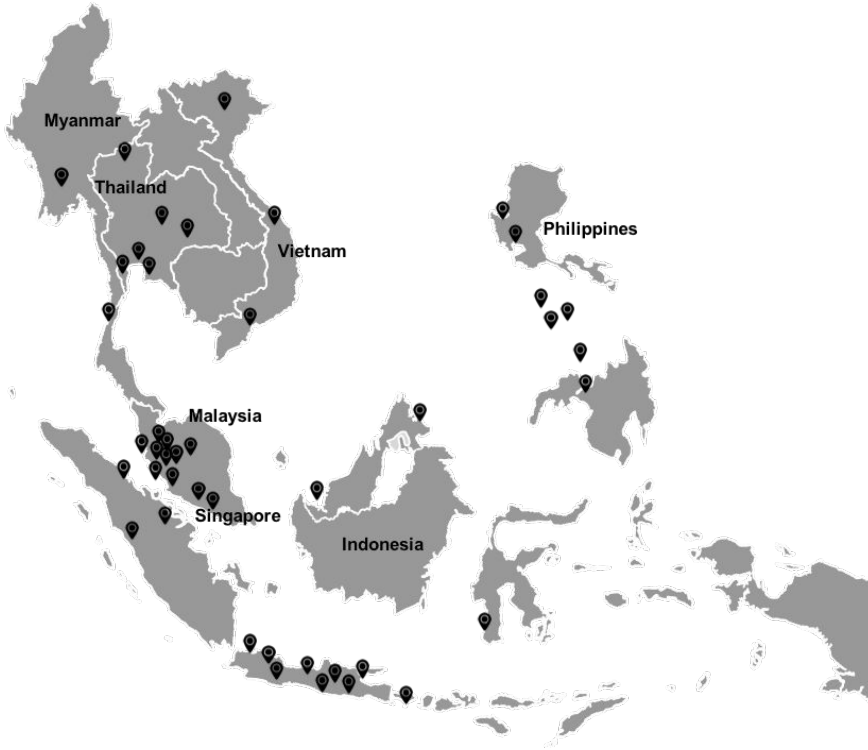 Myanmar
Thailand
Vietnam
Philippines
Malaysia
Singapore
Indonesia